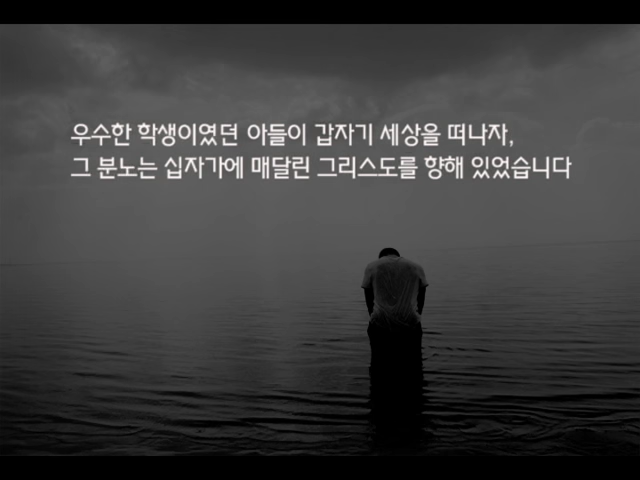 우수한 학생이였던 아들이 갑자기 세상을 떠나자,
그 분노는 십자가에 매달린 그리스도를 향해 있었습니다